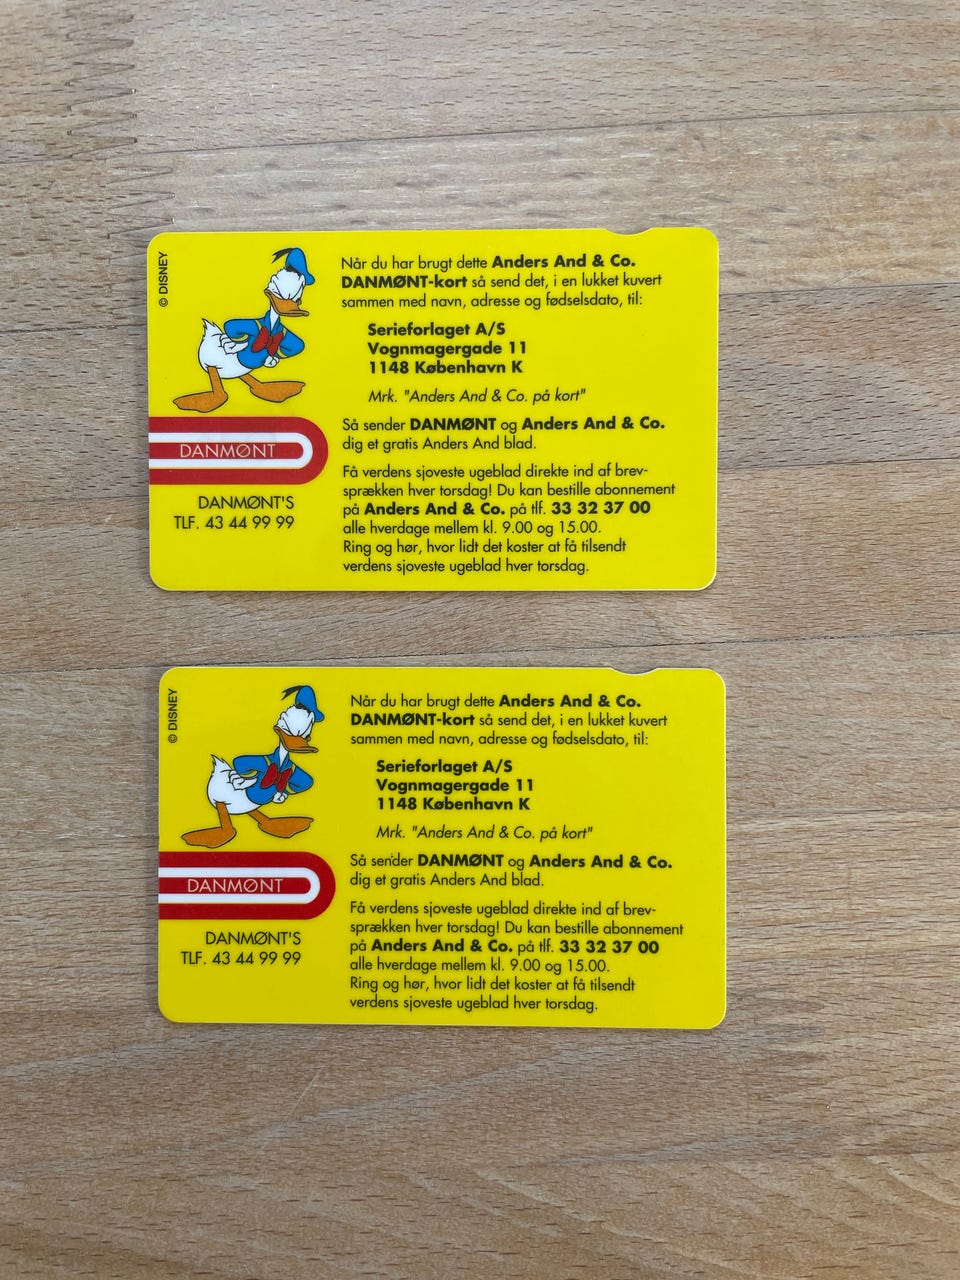 © DISNEY
Når du har brugt dette Anders And & Co.
DANMØNT-kort så send det, i en lukket kuvert
sammen med navn, adresse og fødselsdato, til:
Serieforlaget A/S
Vognmagergade 11
1148 København K
Mrk. "Anders And & Co. på kort"
Så sender DANMØNT og Anders And & Co.
dig et gratis Anders And blad.
Få verdens sjoveste ugeblad direkte ind af brev-
sprækken hver torsdag! Du kan bestille abonnement
på Anders And & Co. på tlf. 33 32 37 00
alle hverdage mellem kl. 9.00 og 15.00.
Ring og hør, hvor lidt det koster at få tilsendt
verdens sjoveste ugeblad hver torsdag.
DANMØNT
DANMØNT'S
TLF. 43 44 99 99
© DISNEY
Når du har brugt dette Anders And & Co.
DANMØNT-kort så send det, i en lukket kuvert
sammen med navn, adresse og fødselsdato, til:
Serieforlaget A/S
Vognmagergade 11
1148 København K
Mrk. "Anders And & Co. på kort"
Så sender DANMØNT og Anders And & Co.
dig et gratis Anders And blad.
Få verdens sjoveste ugeblad direkte ind af brev-
sprækken hver torsdag! Du kan bestille abonnement
på Anders And & Co. på tlf. 33 32 37 00
alle hverdage mellem kl. 9.00 og 15.00.
Ring og hør, hvor lidt det koster at få tilsendt
verdens sjoveste ugeblad hver torsdag.
DANMØNT
DANMØNT'S
TLF. 43 44 99 99